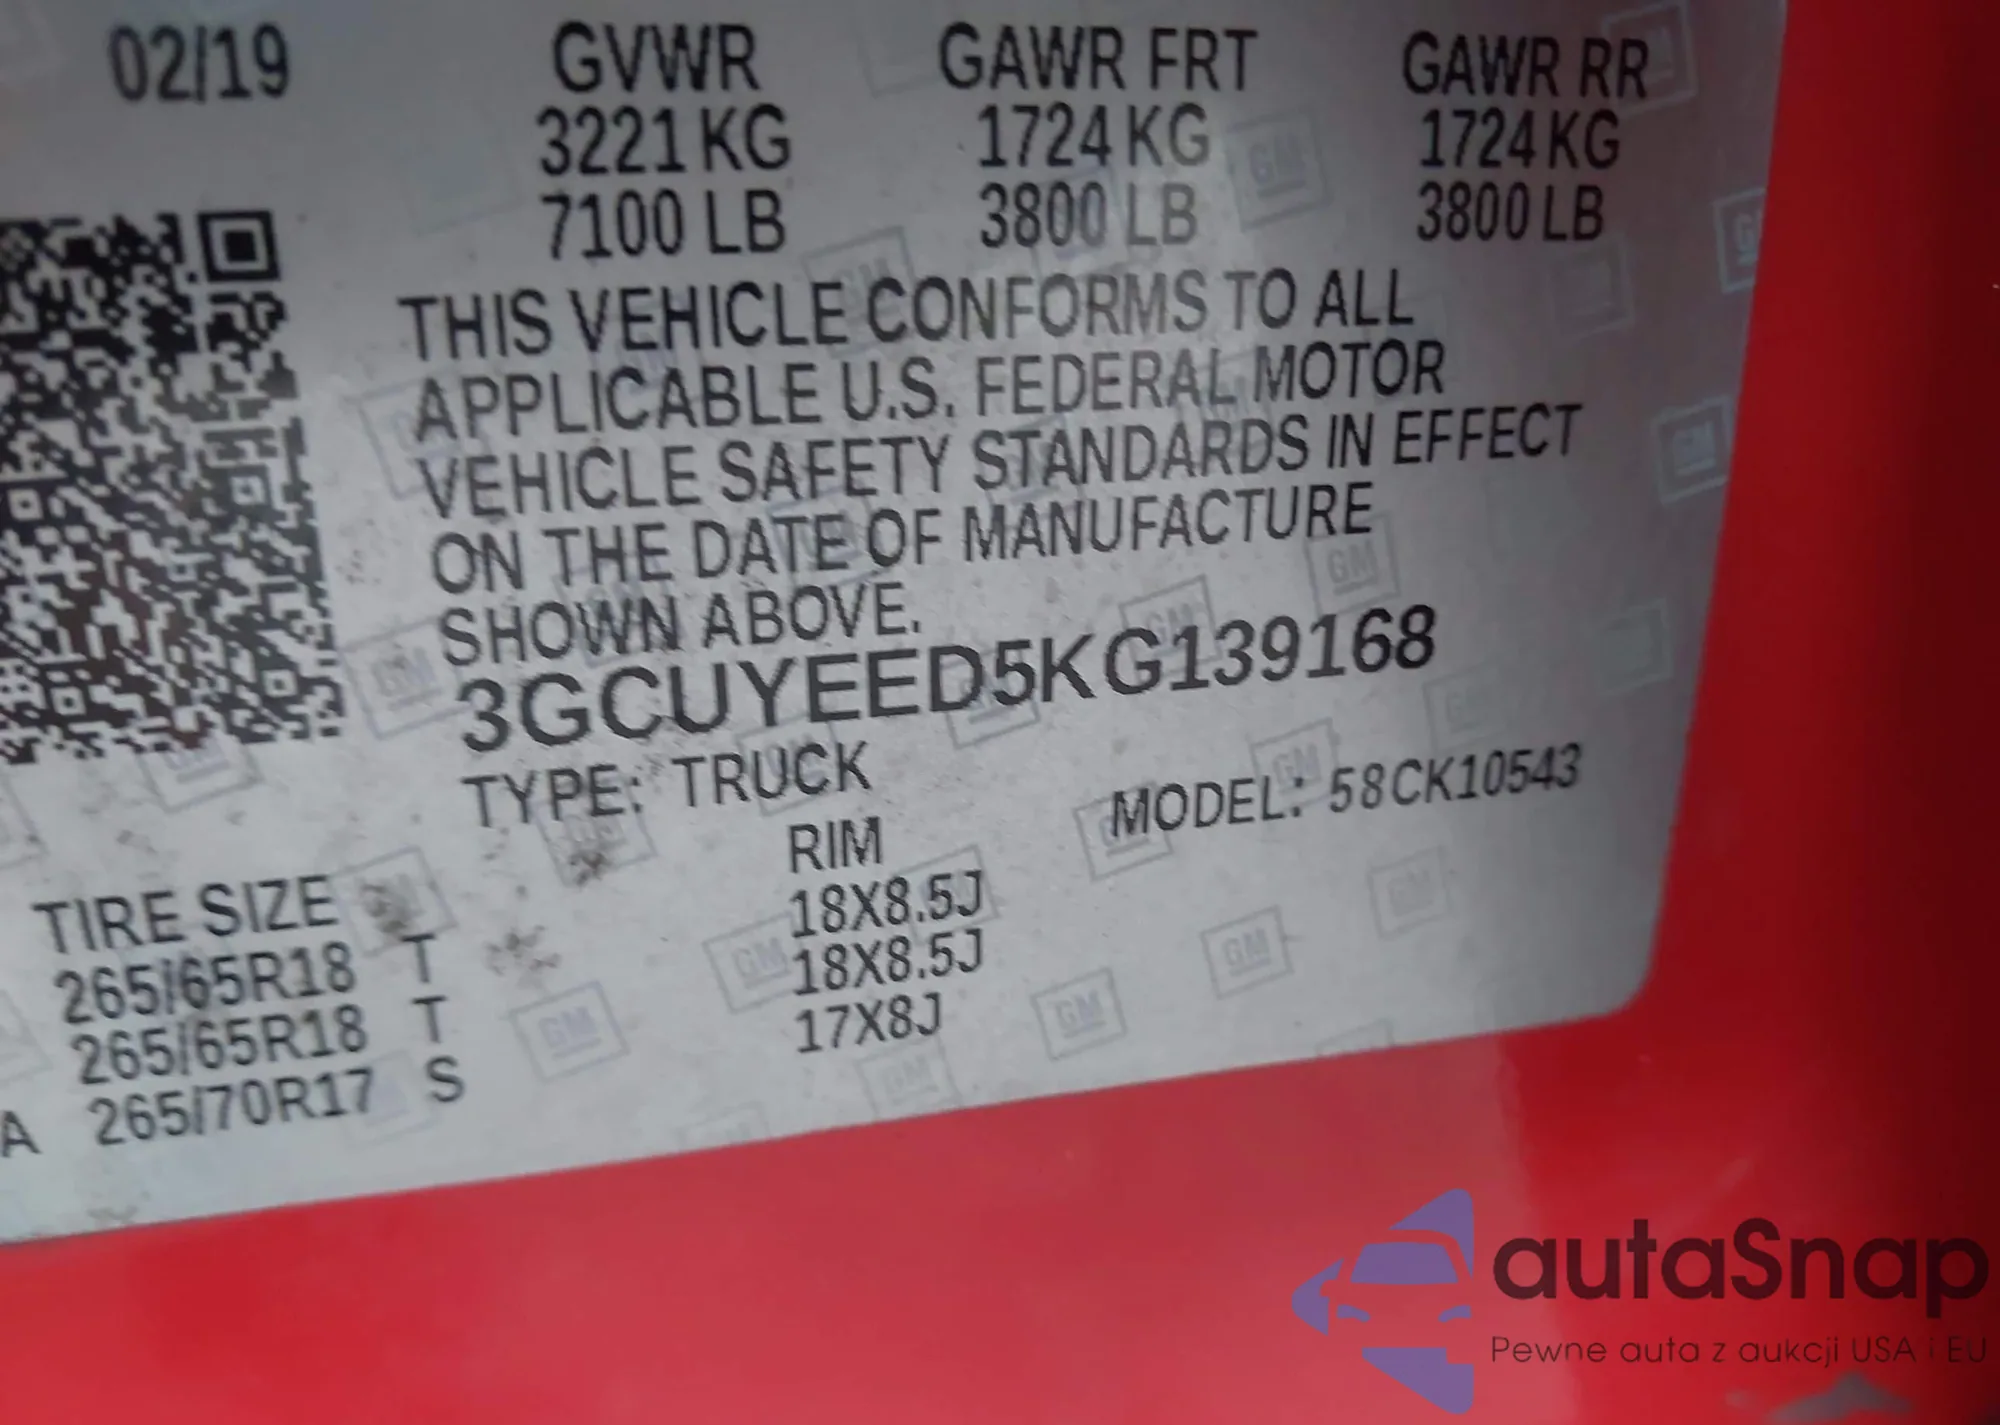 02/19 GVWR GAWR FRT GAWR RR
3221 KG 1724 KG 1724 KG
7100 LB 3800 LB 3800 LB
THIS VEHICLE CONFORMS TO ALL
APPLICABLE U.S. FEDERAL MOTOR
VEHICLE SAFETY STANDARDS IN EFFECT
ON THE DATE OF MANUFACTURE
SHOWN ABOVE.
3GCUYEED5KG139168
TYPE: TRUCK MODEL: 58CK10543
TIRE SIZE RIM
265/65R18 T 18X8.5J
265/65R18 T 18X8.5J
A 265/70R17 S 17X8J
autaSnap
Pewne auta z aukcji USA i EU